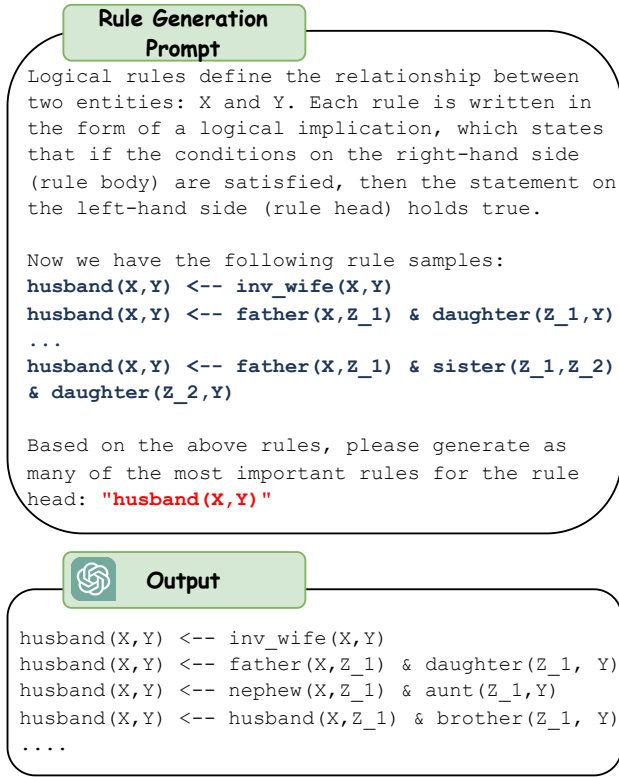 Rule Generation
Prompt
Logical rules define the relationship between
two entities: X and Y. Each rule is written in
the form of a logical implication, which states
that if the conditions on the right-hand side
(rule body) are satisfied, then the statement on
the left-hand side (rule head) holds true.
Now we have the following rule samples:
husband(X,Y) <-- inv_wife(X,Y)
husband(X,Y) <-- father(X,Z_1) & daughter(Z_1,Y)
...
husband(X,Y) <-- father(X,Z_1) & sister(Z_1,Z_2)
& daughter(Z_2,Y)
Based on the above rules, please generate as
many of the most important rules for the rule
head: "husband(X,Y)"
Output
husband(X,Y) <-- inv_wife(X,Y)
husband(X,Y) <-- father(X,Z_1) & daughter(Z_1, Y)
husband(X,Y) <-- nephew(X,Z_1) & aunt(Z_1,Y)
husband(X,Y) <-- husband(X,Z_1) & brother(Z_1, Y)
....